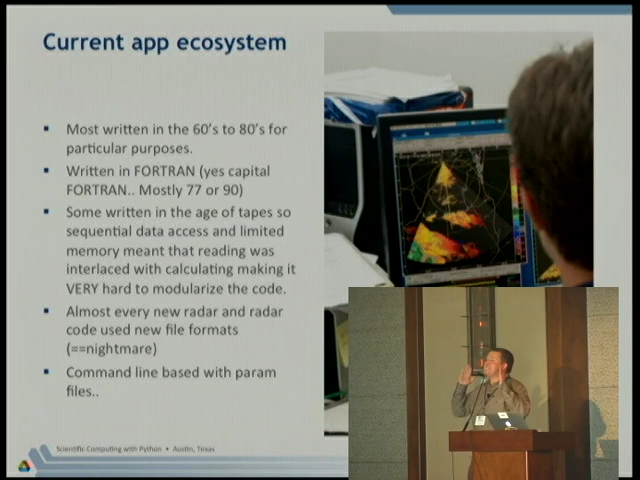 Current app ecosystem
Most written in the 60's to 80's for
particular purposes.
Written in FORTRAN (yes capital
FORTRAN.. Mostly 77 or 90)
Some written in the age of tapes so
sequential data access and limited
memory meant that reading was
interlaced with calculating making it
VERY hard to modularize the code.
Almost every new radar and radar
code used new file formats
(==nightmare)
Command line based with param
files..
Scientific Computing with Python • Austin, Texas